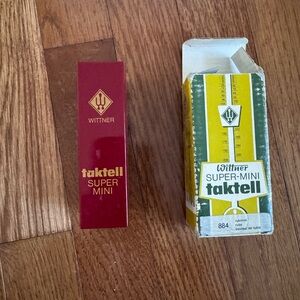 WITTNER
taktell
SUPER
MINI
Wittner
SUPER-MINI
taktell
884